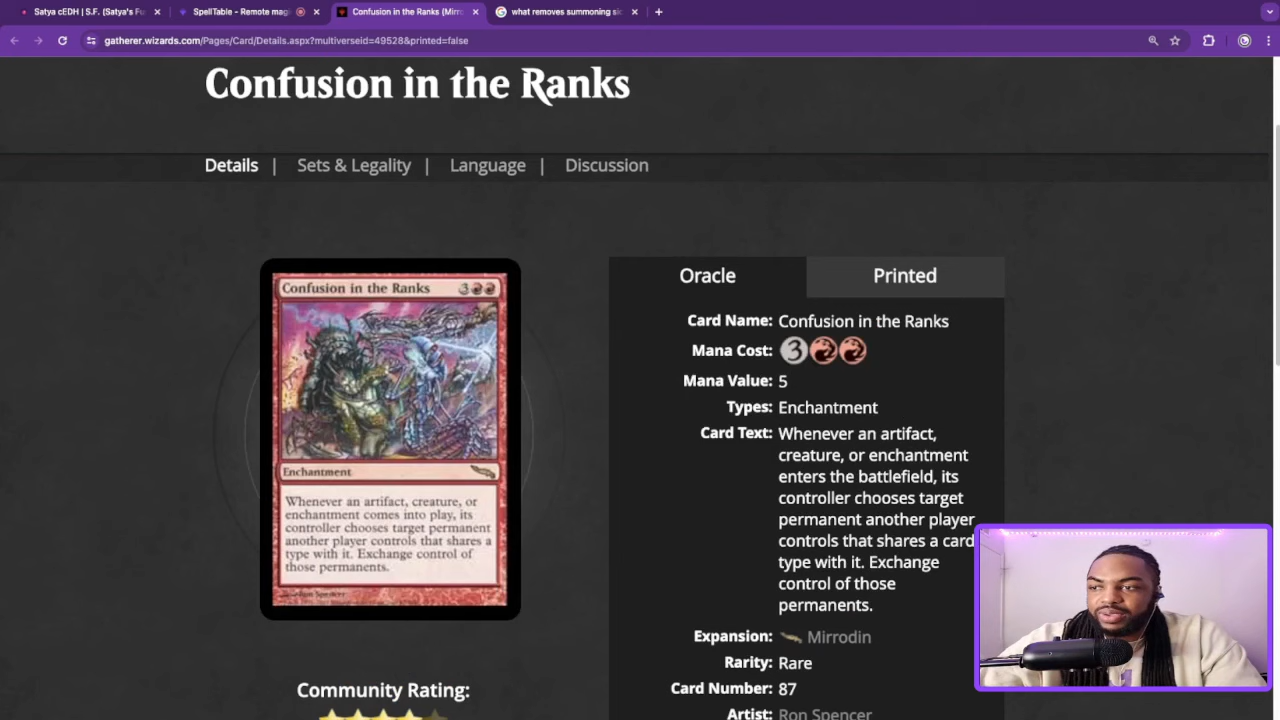 Satya cEDH | S.F. (Satya's Fu
SpellTable - Remote mag
Confusion in the Ranks (Mirro
what removes summoning sic
gatherer.wizards.com/Pages/Card/Details.aspx?multiverseid=49528&printed=false
Confusion in the Ranks
Details | Sets & Legality | Language | Discussion
Confusion in the Ranks 3
Enchantment
Whenever an artifact, creature, or
enchantment comes into play, its
controller chooses target permanent
another player controls that shares a
type with it. Exchange control of
those permanents.
Oracle
Printed
Card Name: Confusion in the Ranks
Mana Cost: 3
Mana Value: 5
Types: Enchantment
Card Text: Whenever an artifact,
creature, or enchantment
enters the battlefield, its
controller chooses target
permanent another player
controls that shares a card
type with it. Exchange
control of those
permanents.
Expansion: Mirrodin
Rarity: Rare
Card Number: 87
Artist: Ron Spencer
Community Rating: